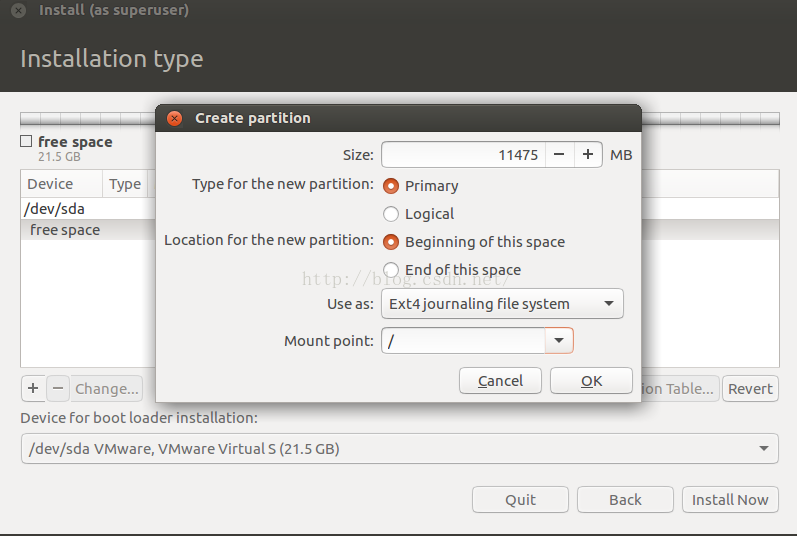 Install (as superuser)
Installation type
Create partition
Size: 11475 MB
free space
21.5 GB
Type for the new partition: Primary
Device Type
Logical
/dev/sda
free space
Location for the new partition: Beginning of this space
End of this space
http://blog.csdn.net/
Use as: Ext4 journaling file system
Mount point: /
Cancel OK
+ − Change... ion Table... Revert
Device for boot loader installation:
/dev/sda VMware, VMware Virtual S (21.5 GB)
Quit Back Install Now